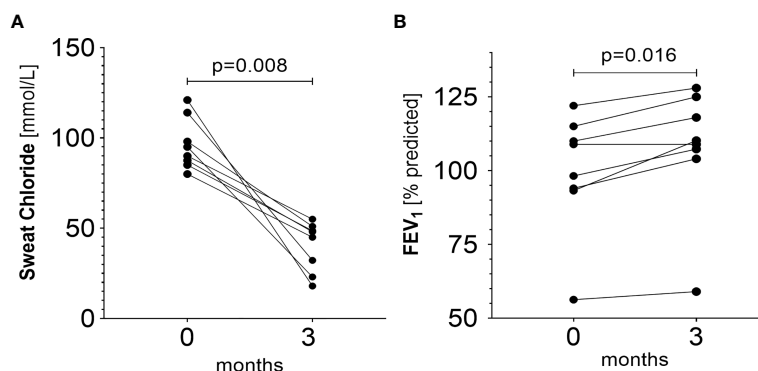 A
Sweat Chloride [mmol/L]
150
100
50
0
p=0.008
0 3
months
B
FEV1 [% predicted]
125
100
75
50
p=0.016
0 3
months